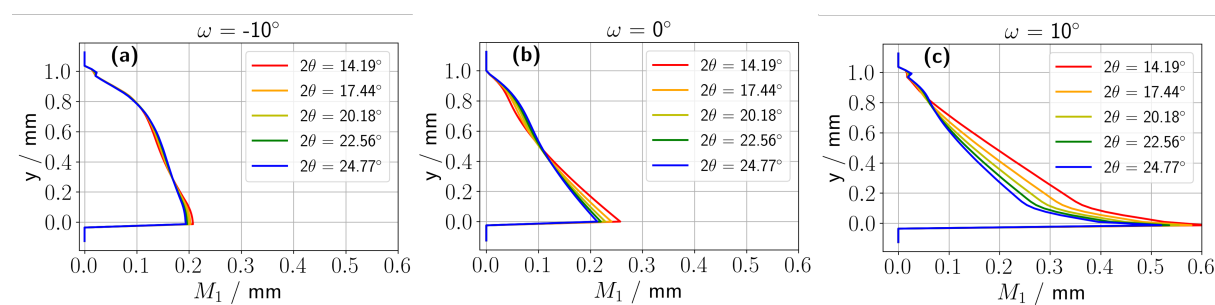 ω = -10°
(a)
2θ = 14.19°
2θ = 17.44°
2θ = 20.18°
2θ = 22.56°
2θ = 24.77°
y / mm
1.0
0.8
0.6
0.4
0.2
0.0
0.0 0.1 0.2 0.3 0.4 0.5 0.6
M₁ / mm
ω = 0°
(b)
2θ = 14.19°
2θ = 17.44°
2θ = 20.18°
2θ = 22.56°
2θ = 24.77°
y / mm
1.0
0.8
0.6
0.4
0.2
0.0
0.0 0.1 0.2 0.3 0.4 0.5 0.6
M₁ / mm
ω = 10°
(c)
2θ = 14.19°
2θ = 17.44°
2θ = 20.18°
2θ = 22.56°
2θ = 24.77°
y / mm
1.0
0.8
0.6
0.4
0.2
0.0
0.0 0.1 0.2 0.3 0.4 0.5 0.6
M₁ / mm